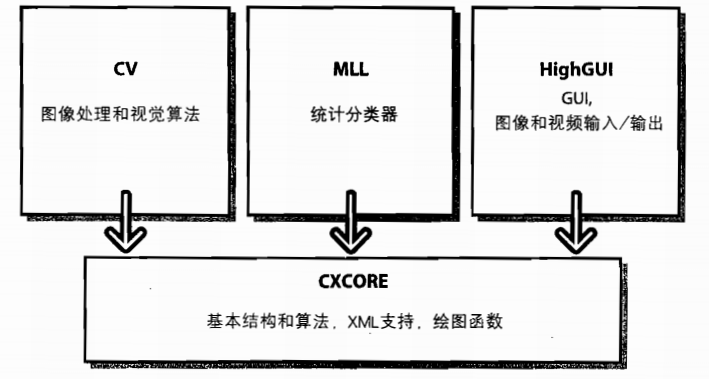 CV
图像处理和视觉算法
MLL
统计分类器
HighGUI
GUI,
图像和视频输入/输出
CXCORE
基本结构和算法，XML支持，绘图函数